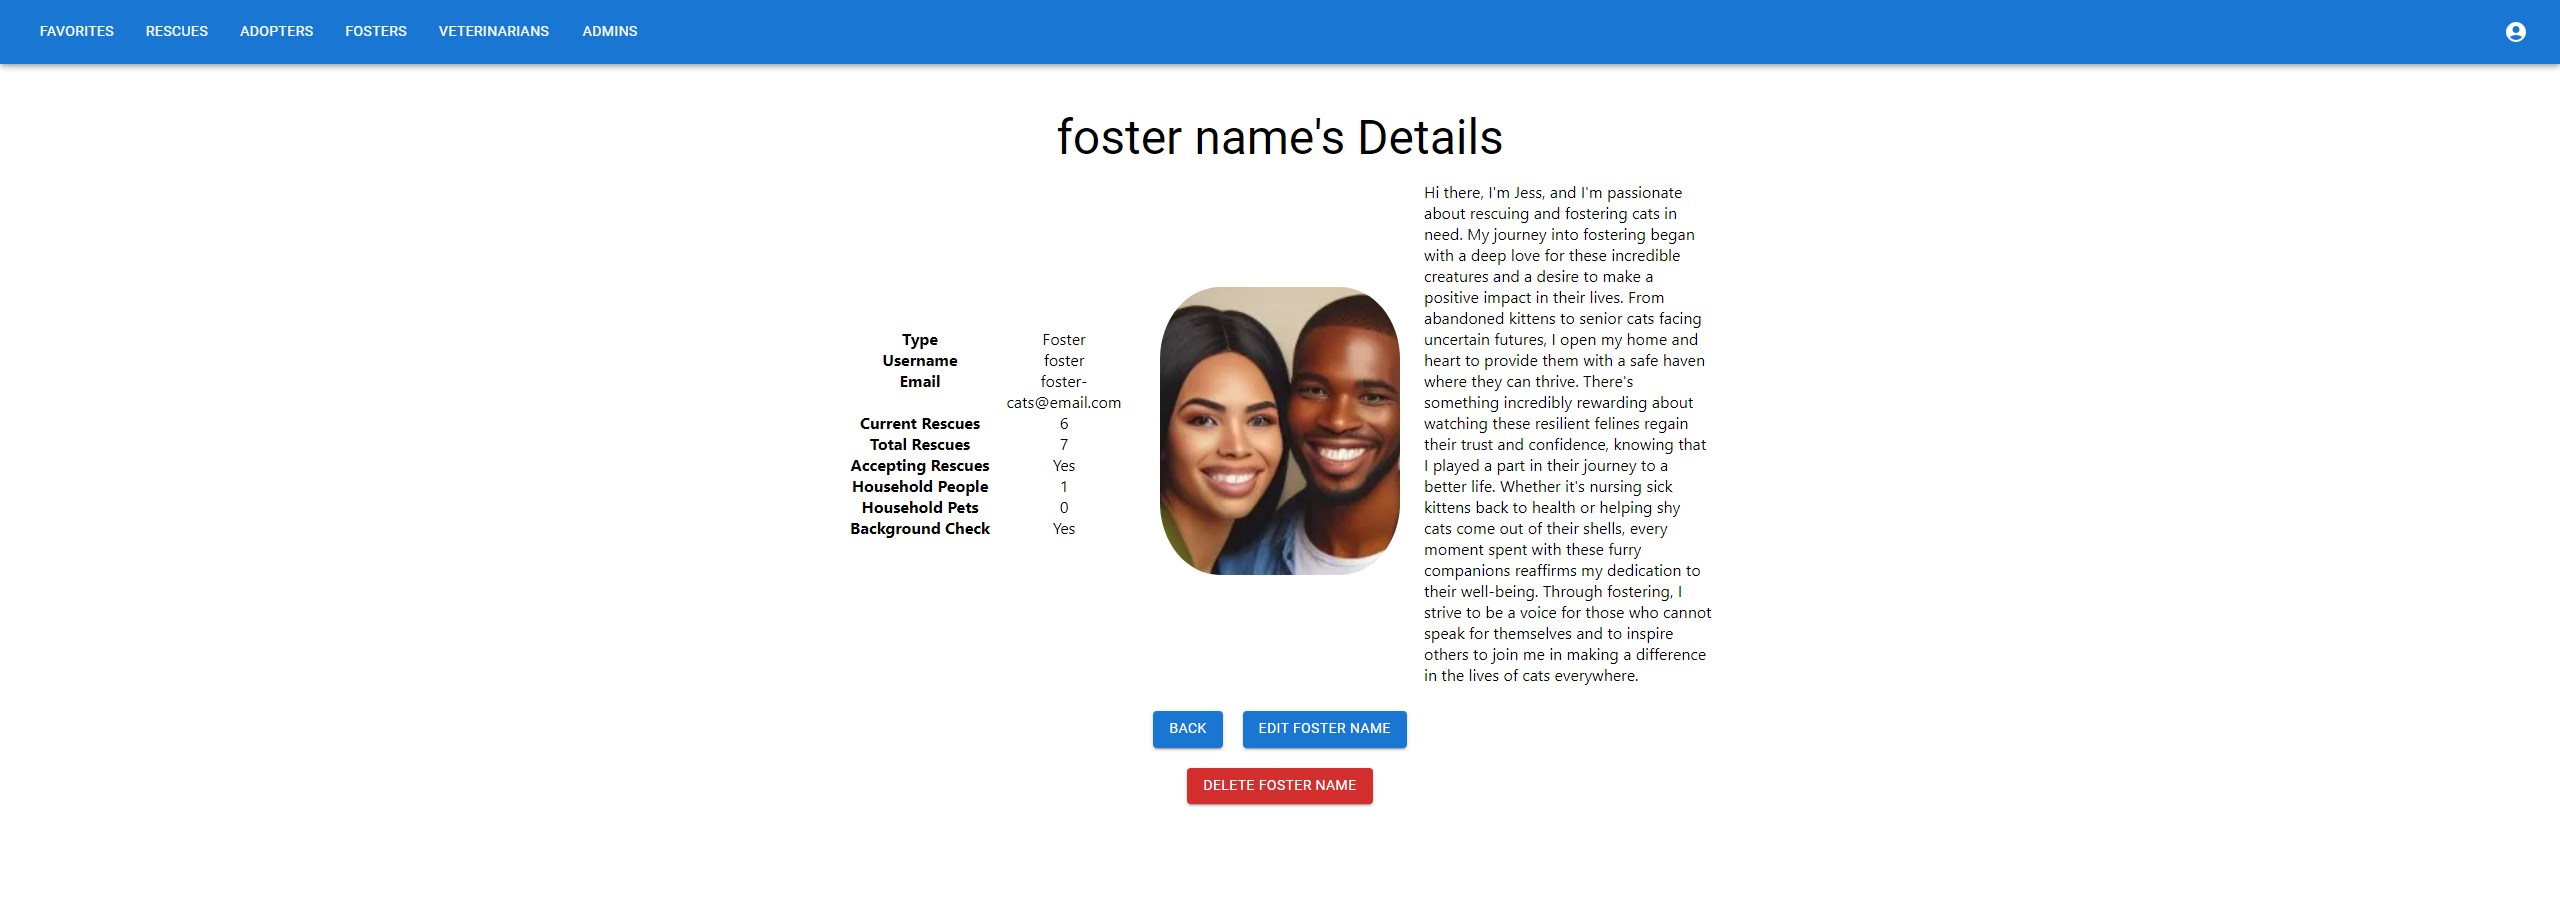 FAVORITES RESCUES ADOPTERS FOSTERS VETERINARIANS ADMINS
foster name's Details
Type Foster
Username foster
Email foster-
cats@email.com
Current Rescues 6
Total Rescues 7
Accepting Rescues Yes
Household People 1
Household Pets 0
Background Check Yes
Hi there, I'm Jess, and I'm passionate
about rescuing and fostering cats in
need. My journey into fostering began
with a deep love for these incredible
creatures and a desire to make a
positive impact in their lives. From
abandoned kittens to senior cats facing
uncertain futures, I open my home and
heart to provide them with a safe haven
where they can thrive. There's
something incredibly rewarding about
watching these resilient felines regain
their trust and confidence, knowing that
I played a part in their journey to a
better life. Whether it's nursing sick
kittens back to health or helping shy
cats come out of their shells, every
moment spent with these furry
companions reaffirms my dedication to
their well-being. Through fostering, I
strive to be a voice for those who cannot
speak for themselves and to inspire
others to join me in making a difference
in the lives of cats everywhere.
BACK EDIT FOSTER NAME
DELETE FOSTER NAME